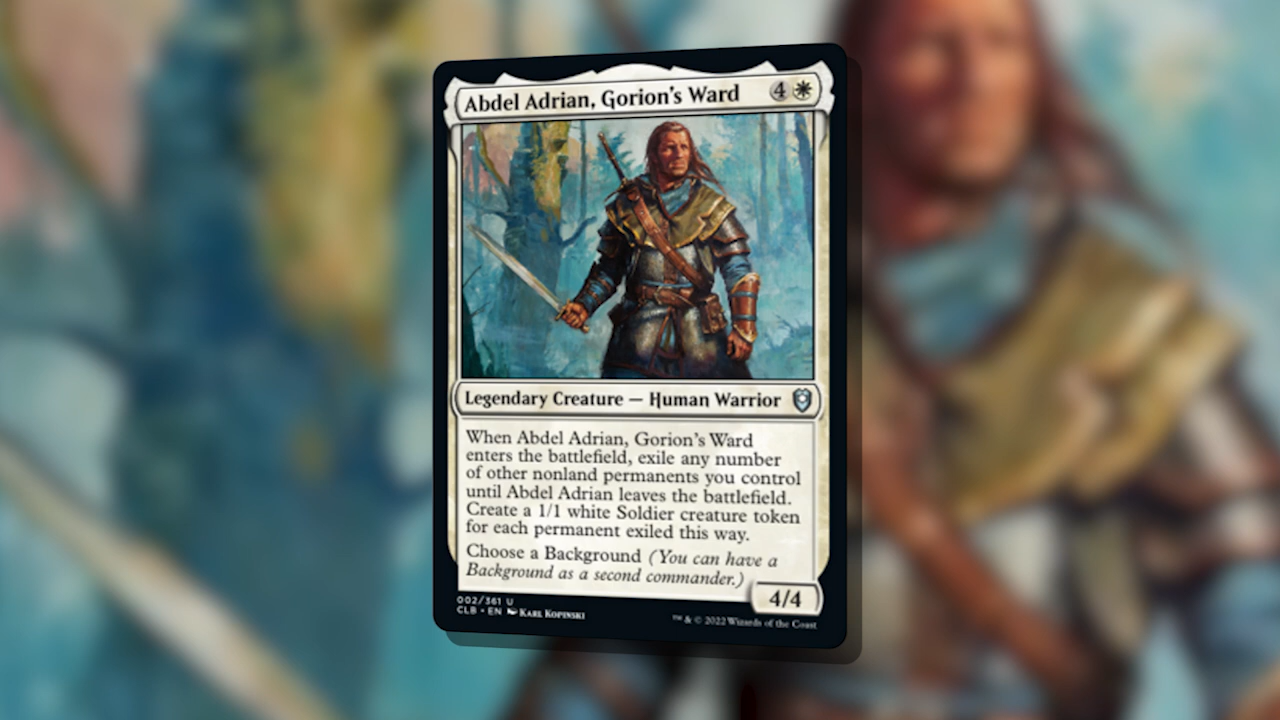 Abdel Adrian, Gorion's Ward 4
Legendary Creature — Human Warrior
When Abdel Adrian, Gorion's Ward
enters the battlefield, exile any number
of other nonland permanents you control
until Abdel Adrian leaves the battlefield.
Create a 1/1 white Soldier creature token
for each permanent exiled this way.
Choose a Background (You can have a
Background as a second commander.)
4/4
002/361 U
CLB • EN Karl Kopinski
™ & © 2022 Wizards of the Coast